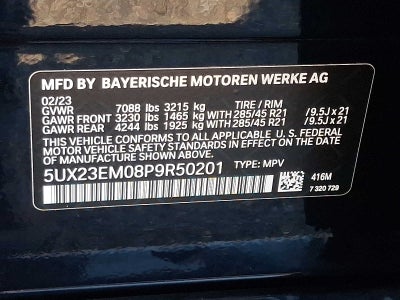 MFD BY BAYERISCHE MOTOREN WERKE AG
02/23 TIRE / RIM
GVWR 7088 lbs 3215 kg
GAWR FRONT 3230 lbs 1465 kg WITH 285/45 R21 / 9.5J x 21
GAWR REAR 4244 lbs 1925 kg WITH 285/45 R21 / 9.5J x 21
THIS VEHICLE CONFORMS TO ALL APPLICABLE U. S. FEDERAL
MOTOR VEHICLE SAFETY STANDARDS IN EFFECT ON THE
DATE OF MANUFACTURE SHOWN ABOVE.
5UX23EM08P9R50201 TYPE: MPV
416M
7 320 729